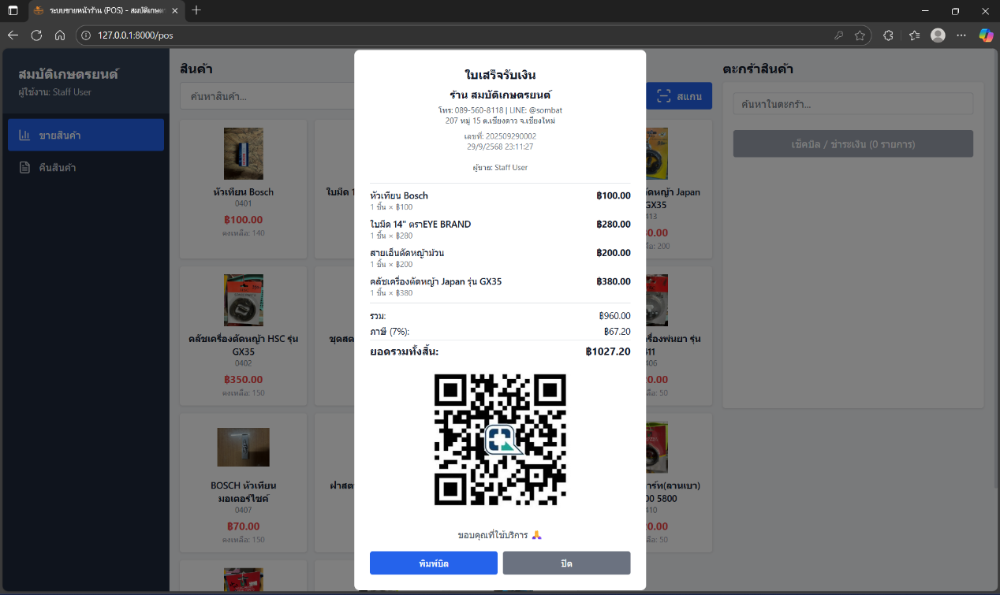 ระบบขายหน้าร้าน (POS) - สมบัติเกษตร
127.0.0.1:8000/pos
สมบัติเกษตรยนต์
ผู้ใช้งาน: Staff User
ขายสินค้า
คืนสินค้า
สินค้า
ค้นหาสินค้า...
สแกน
หัวเทียน Bosch
0401
฿100.00
คงเหลือ: 140
ใบมีด 1
ตัดหญ้า Japan
GX35
413
0.00
ลือ: 200
คลัชเครื่องตัดหญ้า HSC รุ่น
GX35
0402
฿350.00
คงเหลือ: 150
ชุดสต
รื่องพ่นยา รุ่น
411
406
0.00
ลือ: 50
BOSCH หัวเทียน
มอเตอร์ไซค์
0407
฿70.00
คงเหลือ: 150
ฝาสต
าร์ท(ลานเบา)
00 5800
410
0.00
ลือ: 50
ใบเสร็จรับเงิน
ร้าน สมบัติเกษตรยนต์
โทร: 089-560-8118 | LINE: @sombat
207 หมู่ 15 ต.เชียงดาว จ.เชียงใหม่
เลขที่: 202509290002
29/9/2568 23:11:27
ผู้ขาย: Staff User
หัวเทียน Bosch ฿100.00
1 ชิ้น × ฿100
ใบมีด 14" ตราEYE BRAND ฿280.00
1 ชิ้น × ฿280
สายเอ็นตัดหญ้าม้วน ฿200.00
1 ชิ้น × ฿200
คลัชเครื่องตัดหญ้า Japan รุ่น GX35 ฿380.00
1 ชิ้น × ฿380
รวม: ฿960.00
ภาษี (7%): ฿67.20
ยอดรวมทั้งสิ้น: ฿1027.20
ขอบคุณที่ใช้บริการ 🙏
พิมพ์บิล
ปิด
ตะกร้าสินค้า
ค้นหาในตะกร้า...
เช็คบิล / ชำระเงิน (0 รายการ)